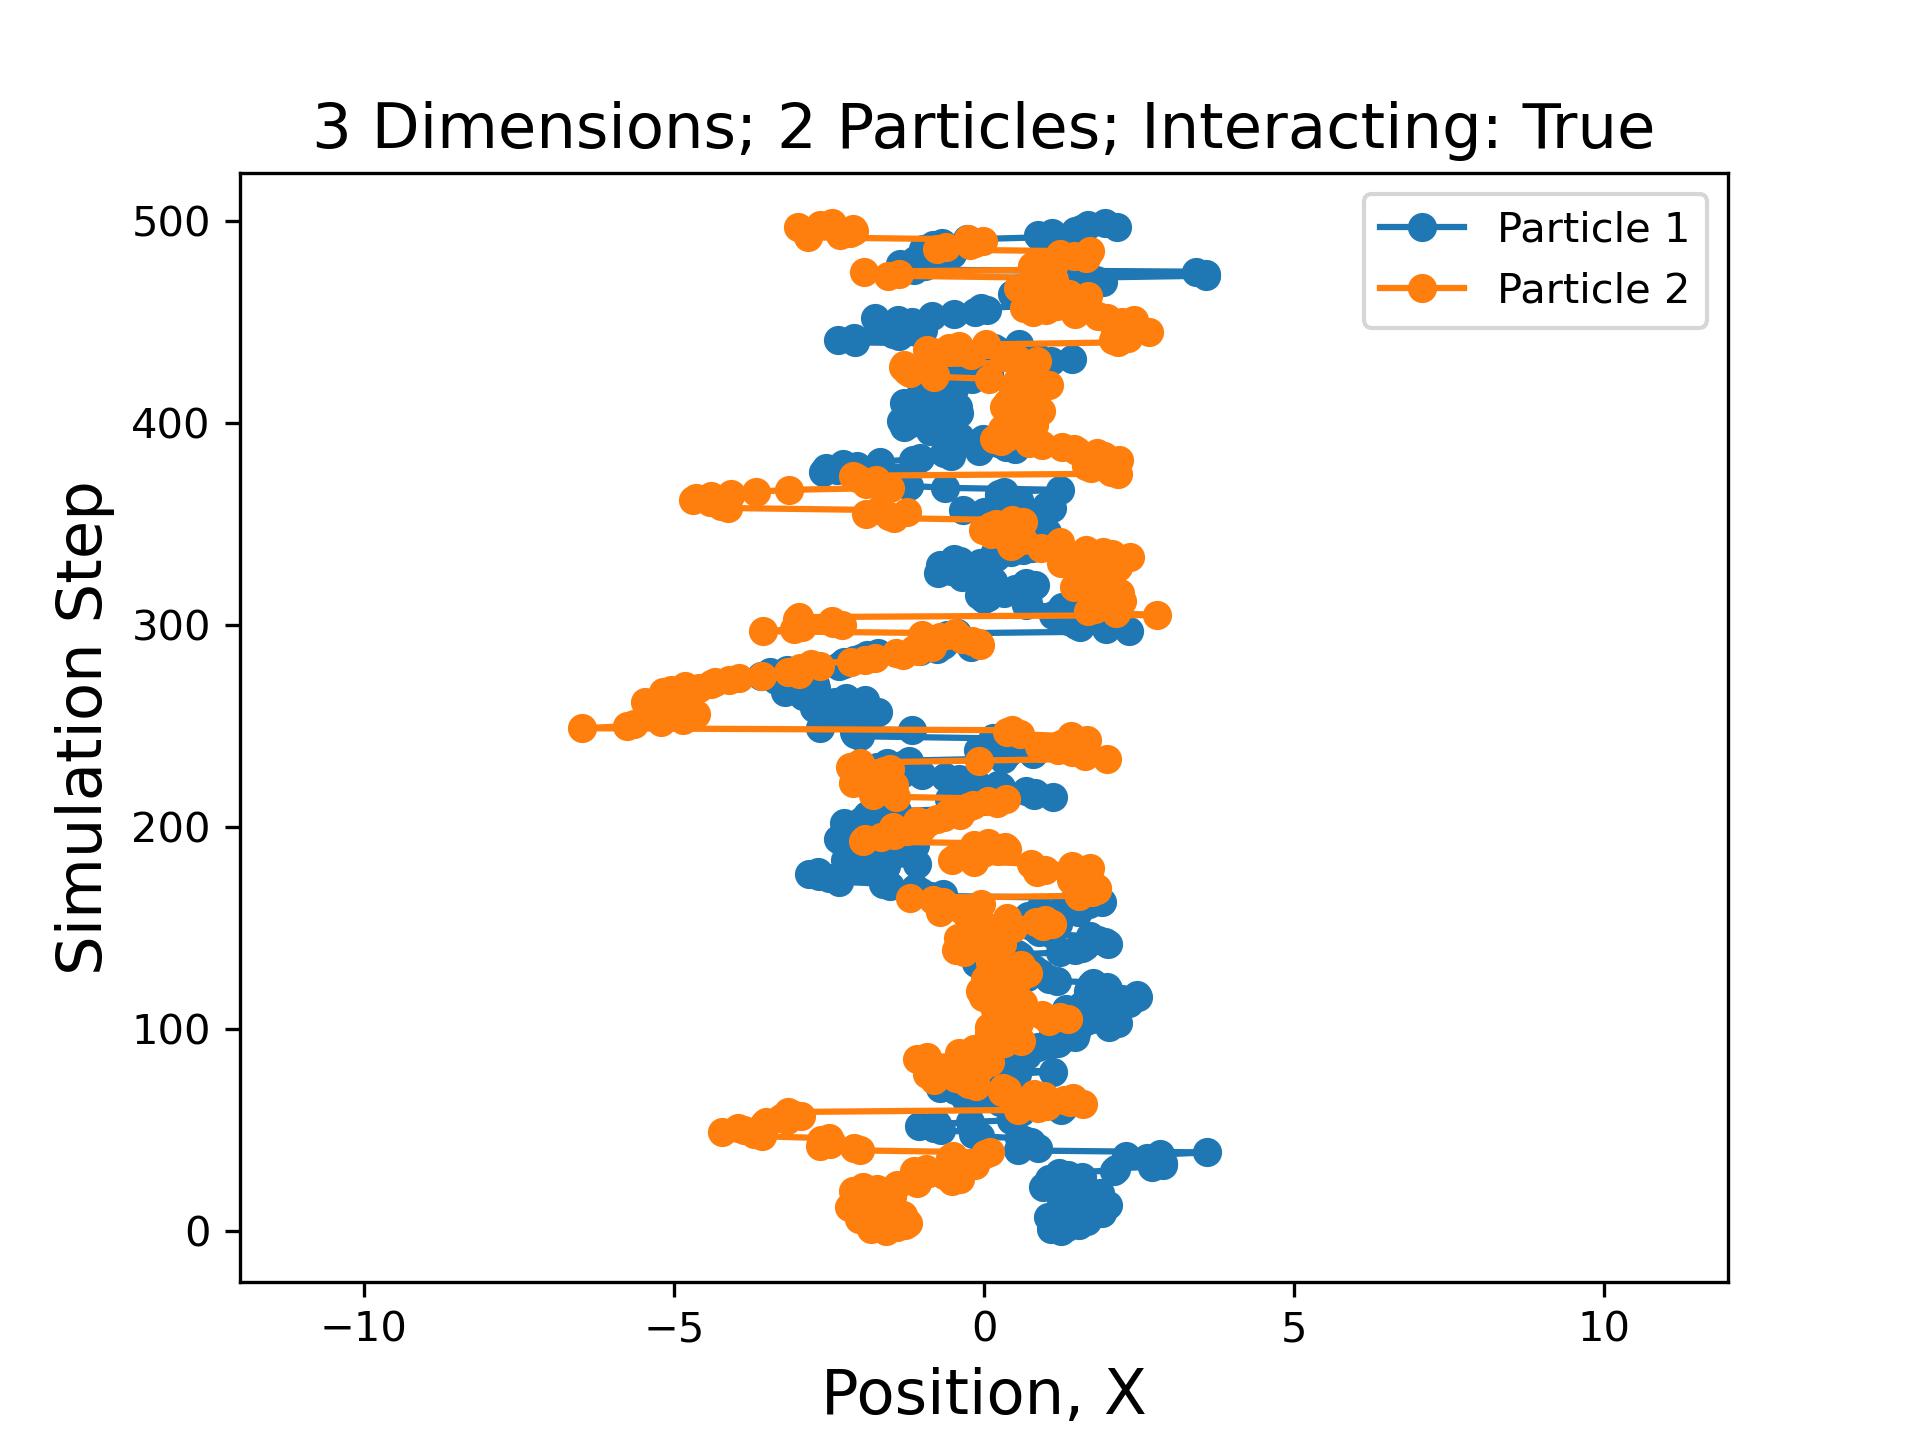 3 Dimensions; 2 Particles; Interacting: True
Particle 1
Particle 2
500
400
300
200
100
0
Simulation Step
−10
−5
0
5
10
Position, X